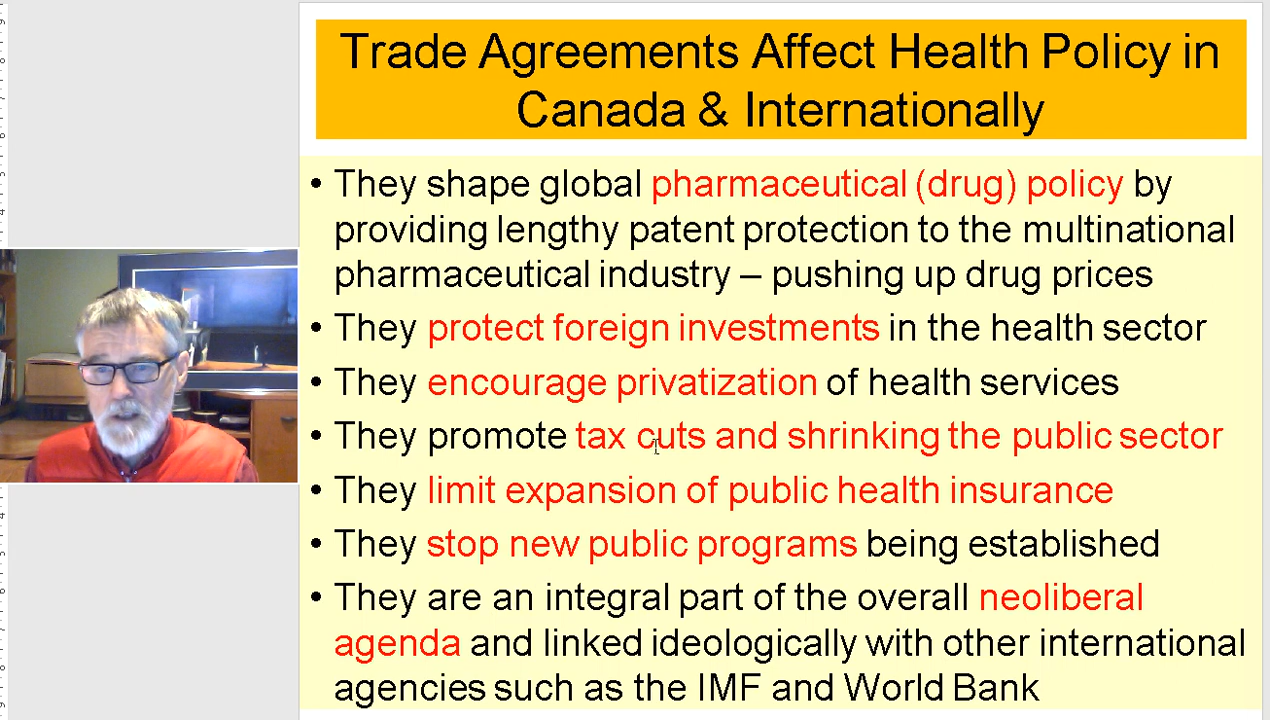 Trade Agreements Affect Health Policy in
Canada & Internationally
• They shape global pharmaceutical (drug) policy by
providing lengthy patent protection to the multinational
pharmaceutical industry – pushing up drug prices
• They protect foreign investments in the health sector
• They encourage privatization of health services
• They promote tax cuts and shrinking the public sector
• They limit expansion of public health insurance
• They stop new public programs being established
• They are an integral part of the overall neoliberal
agenda and linked ideologically with other international
agencies such as the IMF and World Bank